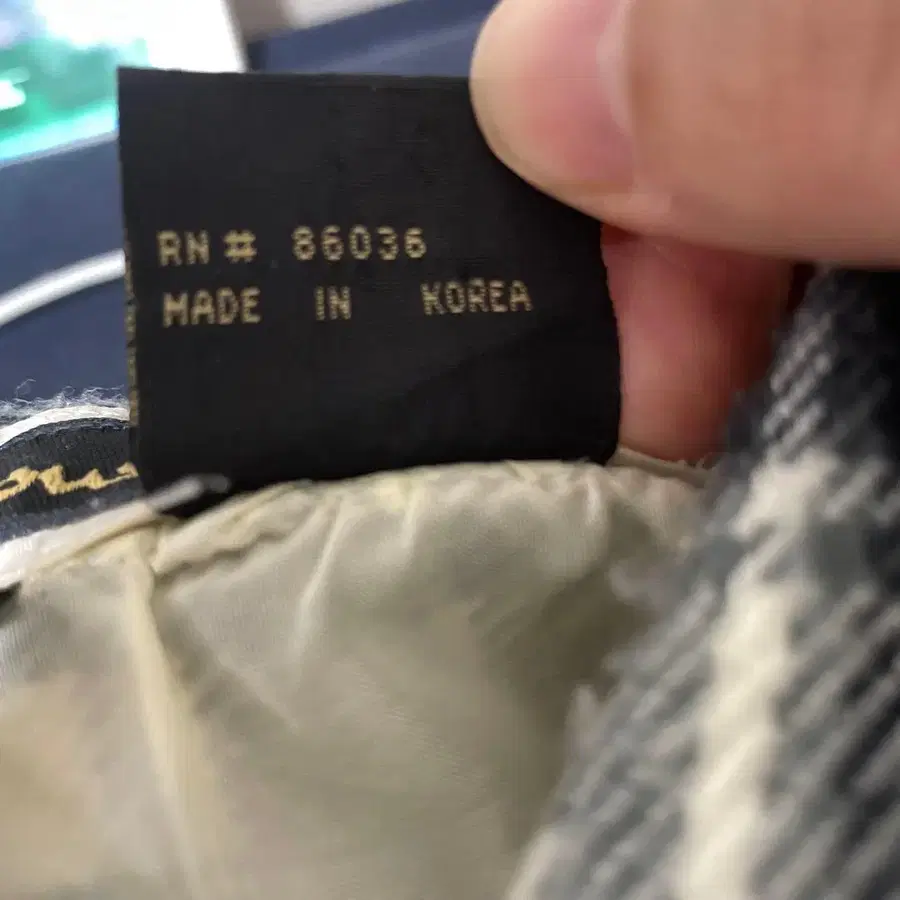 RN # 86036
MADE IN KOREA